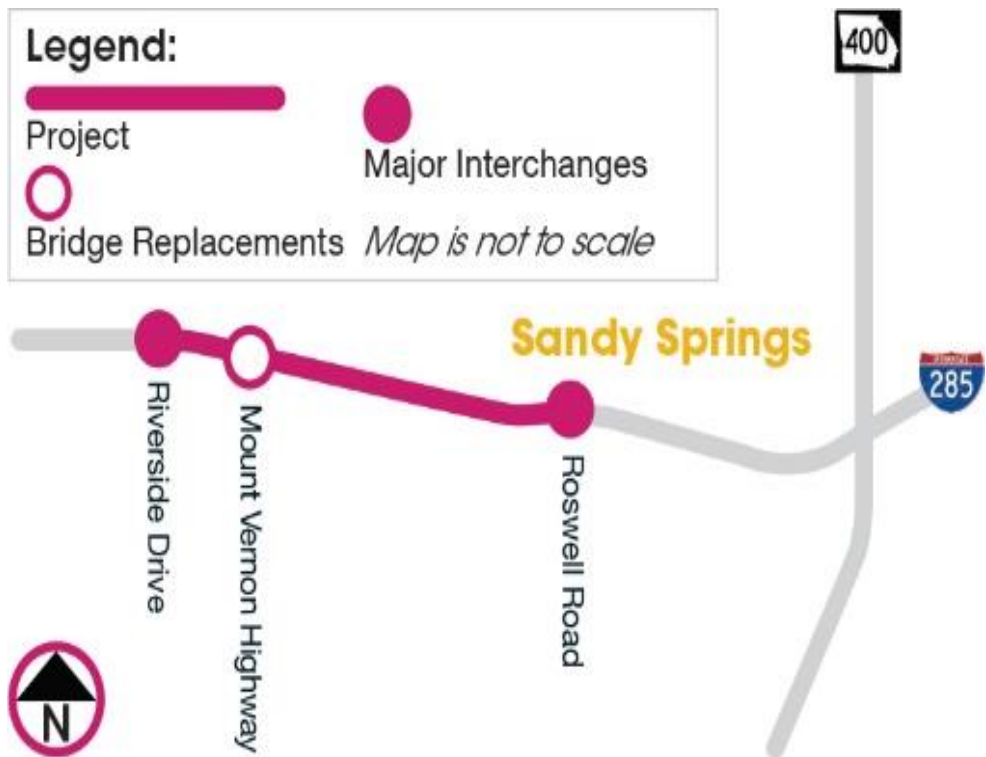 Legend:
Project
Major Interchanges
Bridge Replacements
Map is not to scale
400
Sandy Springs
285
Riverside Drive
Mount Vernon Highway
Roswell Road
N